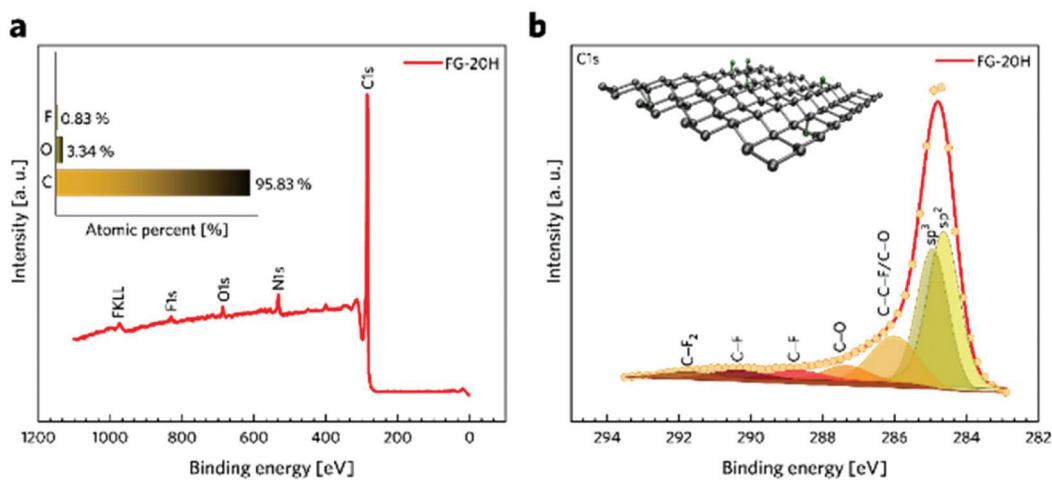 a
FG-20H
C1s
F
0.83 %
O
3.34 %
C
95.83 %
Atomic percent [%]
FKLL
F1s
O1s
N1s
Intensity [a. u.]
1200
1000
800
600
400
200
0
Binding energy [eV]
b
C1s
FG-20H
sp3
sp2
C–C–F/C–O
C–O
C–F
C–F
C–F2
Intensity [a. u.]
294
292
290
288
286
284
282
Binding energy [eV]